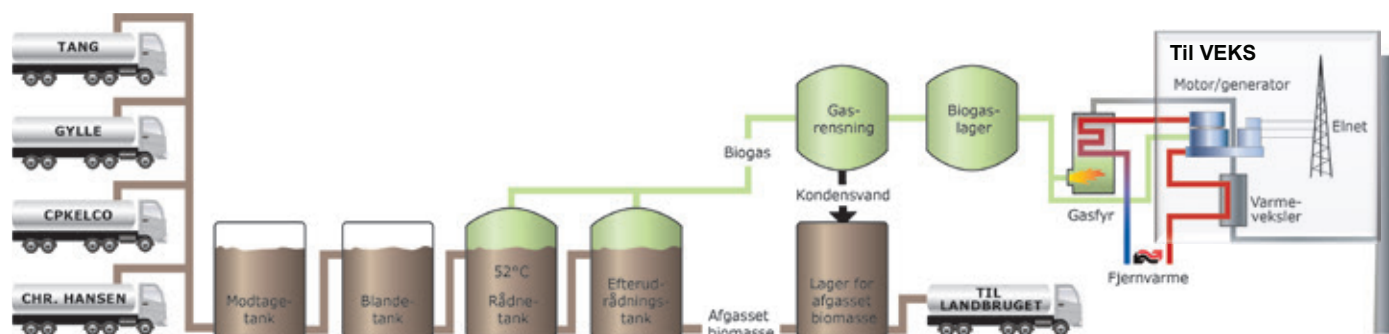 TANG
GYLLE
CPKELCO
CHR. HANSEN
Modtage-
tank
Blande-
tank
52°C
Rådne-
tank
Efterud-
rådnings-
tank
Biogas
Afgasset
biomasse
Gas-
rensning
Kondensvand
Lager for
afgasset
biomasse
Biogas-
lager
TIL
LANDBRUGET
Gasfyr
Fjernvarme
Til VEKS
Motor/generator
Elnet
Varme-
veksler